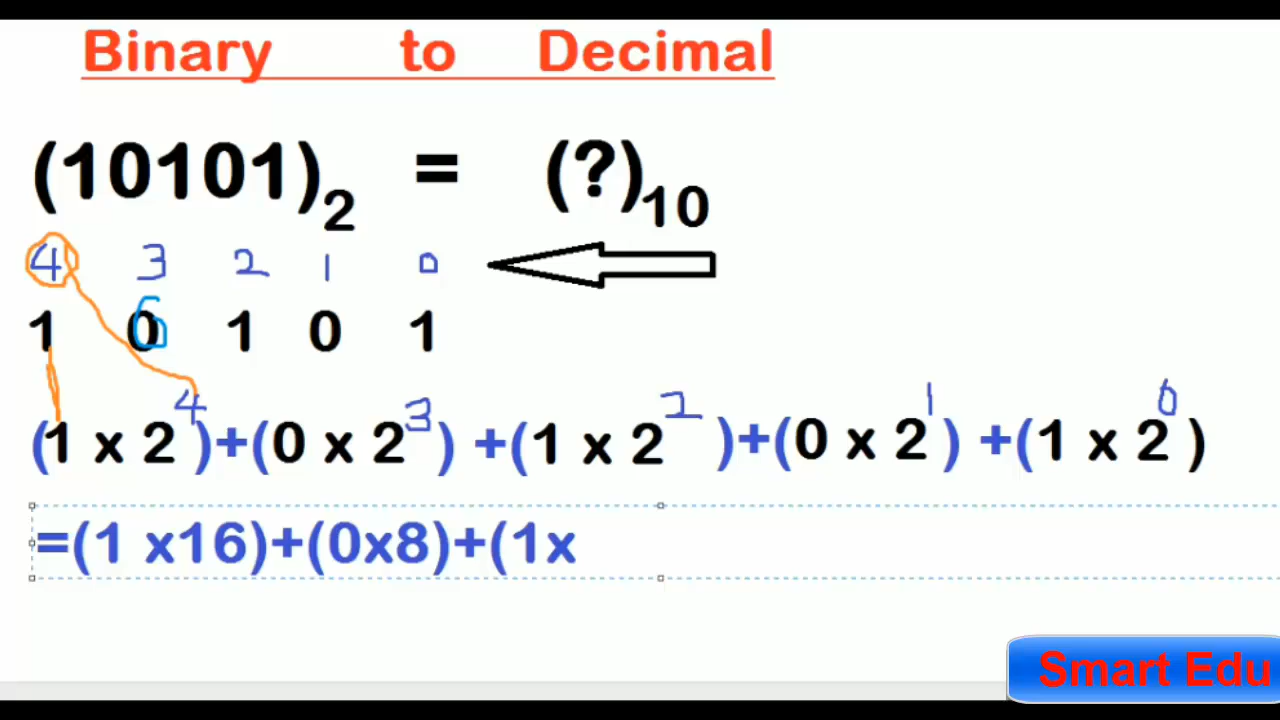 Binary to Decimal
(10101)2 = (?)10
4 3 2 1 0
1 0 1 0 1
(1 x 2^4)+(0 x 2^3) +(1 x 2^2)+(0 x 2^1) +(1 x 2^0)
=(1 x16)+(0x8)+(1x
Smart Edu